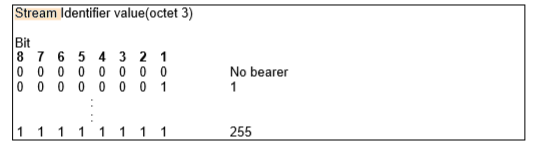 Stream Identifier value(octet 3)
Bit
8 7 6 5 4 3 2 1
0 0 0 0 0 0 0 0 No bearer
0 0 0 0 0 0 0 1 1
:
:
1 1 1 1 1 1 1 1 255